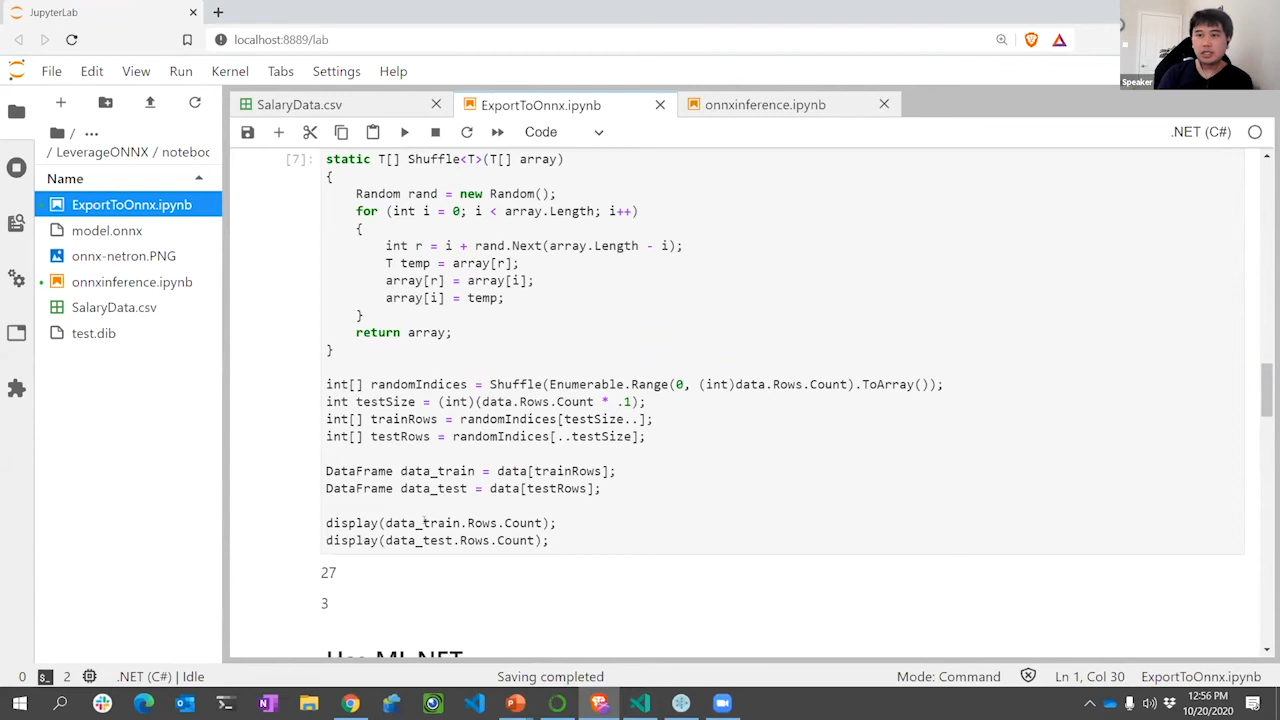 JupyterLab
localhost:8889/lab
Speaker
File Edit View Run Kernel Tabs Settings Help
SalaryData.csv ExportToOnnx.ipynb onnxinference.ipynb
Code .NET (C#)
/ ...
/ LeverageONNX / noteboo
Name
ExportToOnnx.ipynb
model.onnx
onnx-netron.PNG
onnxinference.ipynb
SalaryData.csv
test.dib
[7]:
static T[] Shuffle<T>(T[] array)
{
Random rand = new Random();
for (int i = 0; i < array.Length; i++)
{
int r = i + rand.Next(array.Length - i);
T temp = array[r];
array[r] = array[i];
array[i] = temp;
}
return array;
}
int[] randomIndices = Shuffle(Enumerable.Range(0, (int)data.Rows.Count).ToArray());
int testSize = (int)(data.Rows.Count * .1);
int[] trainRows = randomIndices[testSize..];
int[] testRows = randomIndices[..testSize];
DataFrame data_train = data[trainRows];
DataFrame data_test = data[testRows];
display(data_train.Rows.Count);
display(data_test.Rows.Count);
27
3
Use ML.NET
0 2 .NET (C#) | Idle Saving completed Mode: Command Ln 1, Col 30 ExportToOnnx.ipynb
12:56 PM
10/20/2020